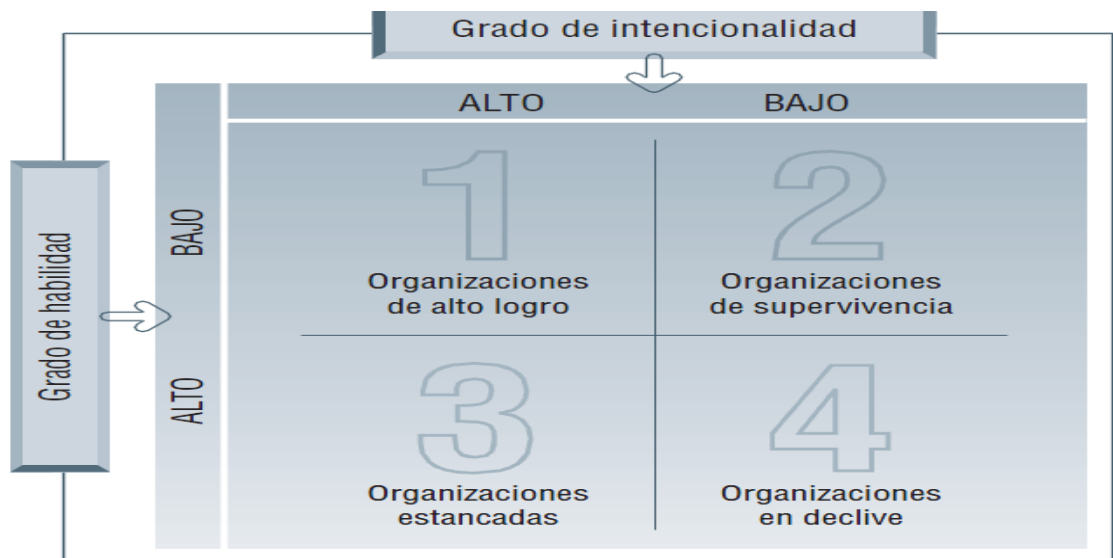 Grado de intencionalidad
ALTO
BAJO
Grado de habilidad
BAJO
1
2
Organizaciones
de alto logro
Organizaciones
de supervivencia
ALTO
3
4
Organizaciones
estancadas
Organizaciones
en declive